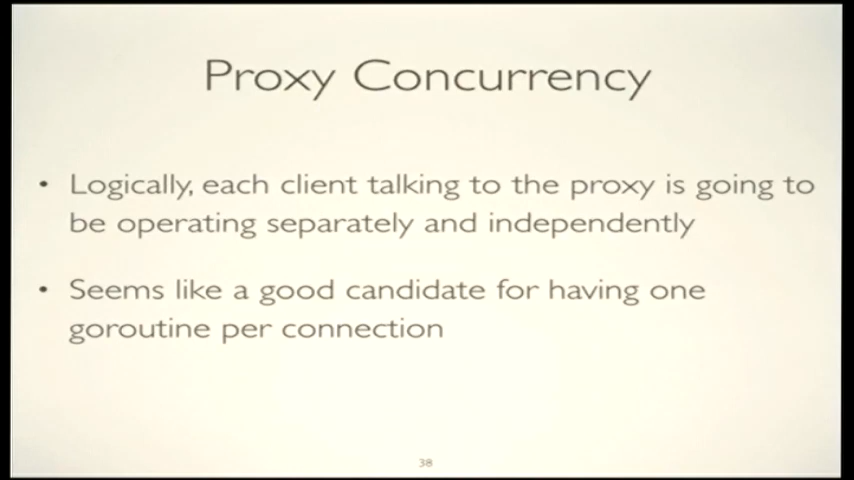 Proxy Concurrency
• Logically, each client talking to the proxy is going to
be operating separately and independently
• Seems like a good candidate for having one
goroutine per connection
38